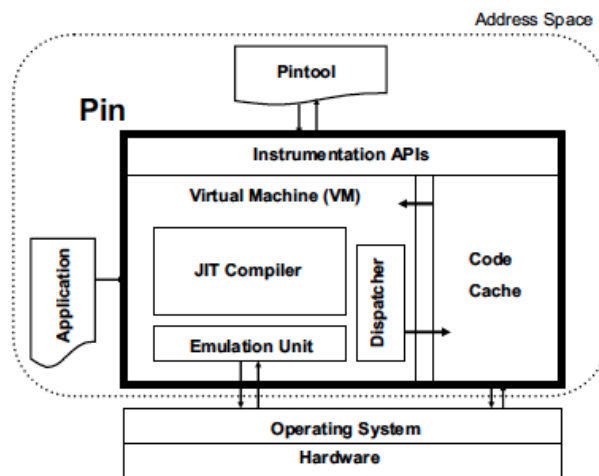 Address Space
Pintool
Pin
Instrumentation APIs
Virtual Machine (VM)
JIT Compiler
Emulation Unit
Dispatcher
Code
Cache
Application
Operating System
Hardware